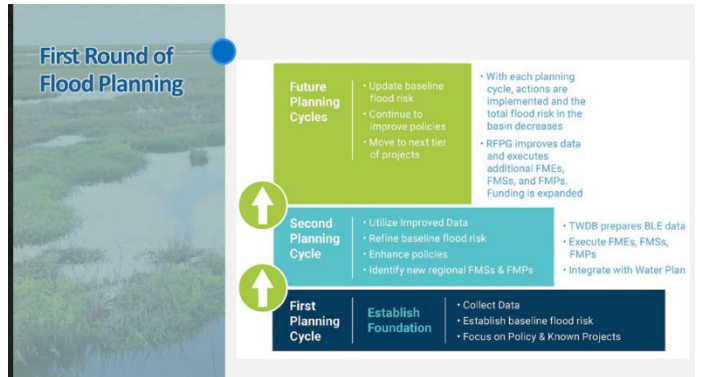 First Round of
Flood Planning
Future
Planning
Cycles
• Update baseline
flood risk
• Continue to
improve policies
• Move to next tier
of projects
• With each planning
cycle, actions are
implemented and the
total flood risk in the
basin decreases
• RFPG improves data
and executes
additional FMEs,
FMSs, and FMPs.
Funding is expanded
Second
Planning
Cycle
• Utilize Improved Data
• Refine baseline flood risk
• Enhance policies
• Identify new regional FMSs & FMPs
• TWDB prepares BLE data
• Execute FMEs, FMSs,
FMPs
• Integrate with Water Plan
First
Planning
Cycle
Establish
Foundation
• Collect Data
• Establish baseline flood risk
• Focus on Policy & Known Projects